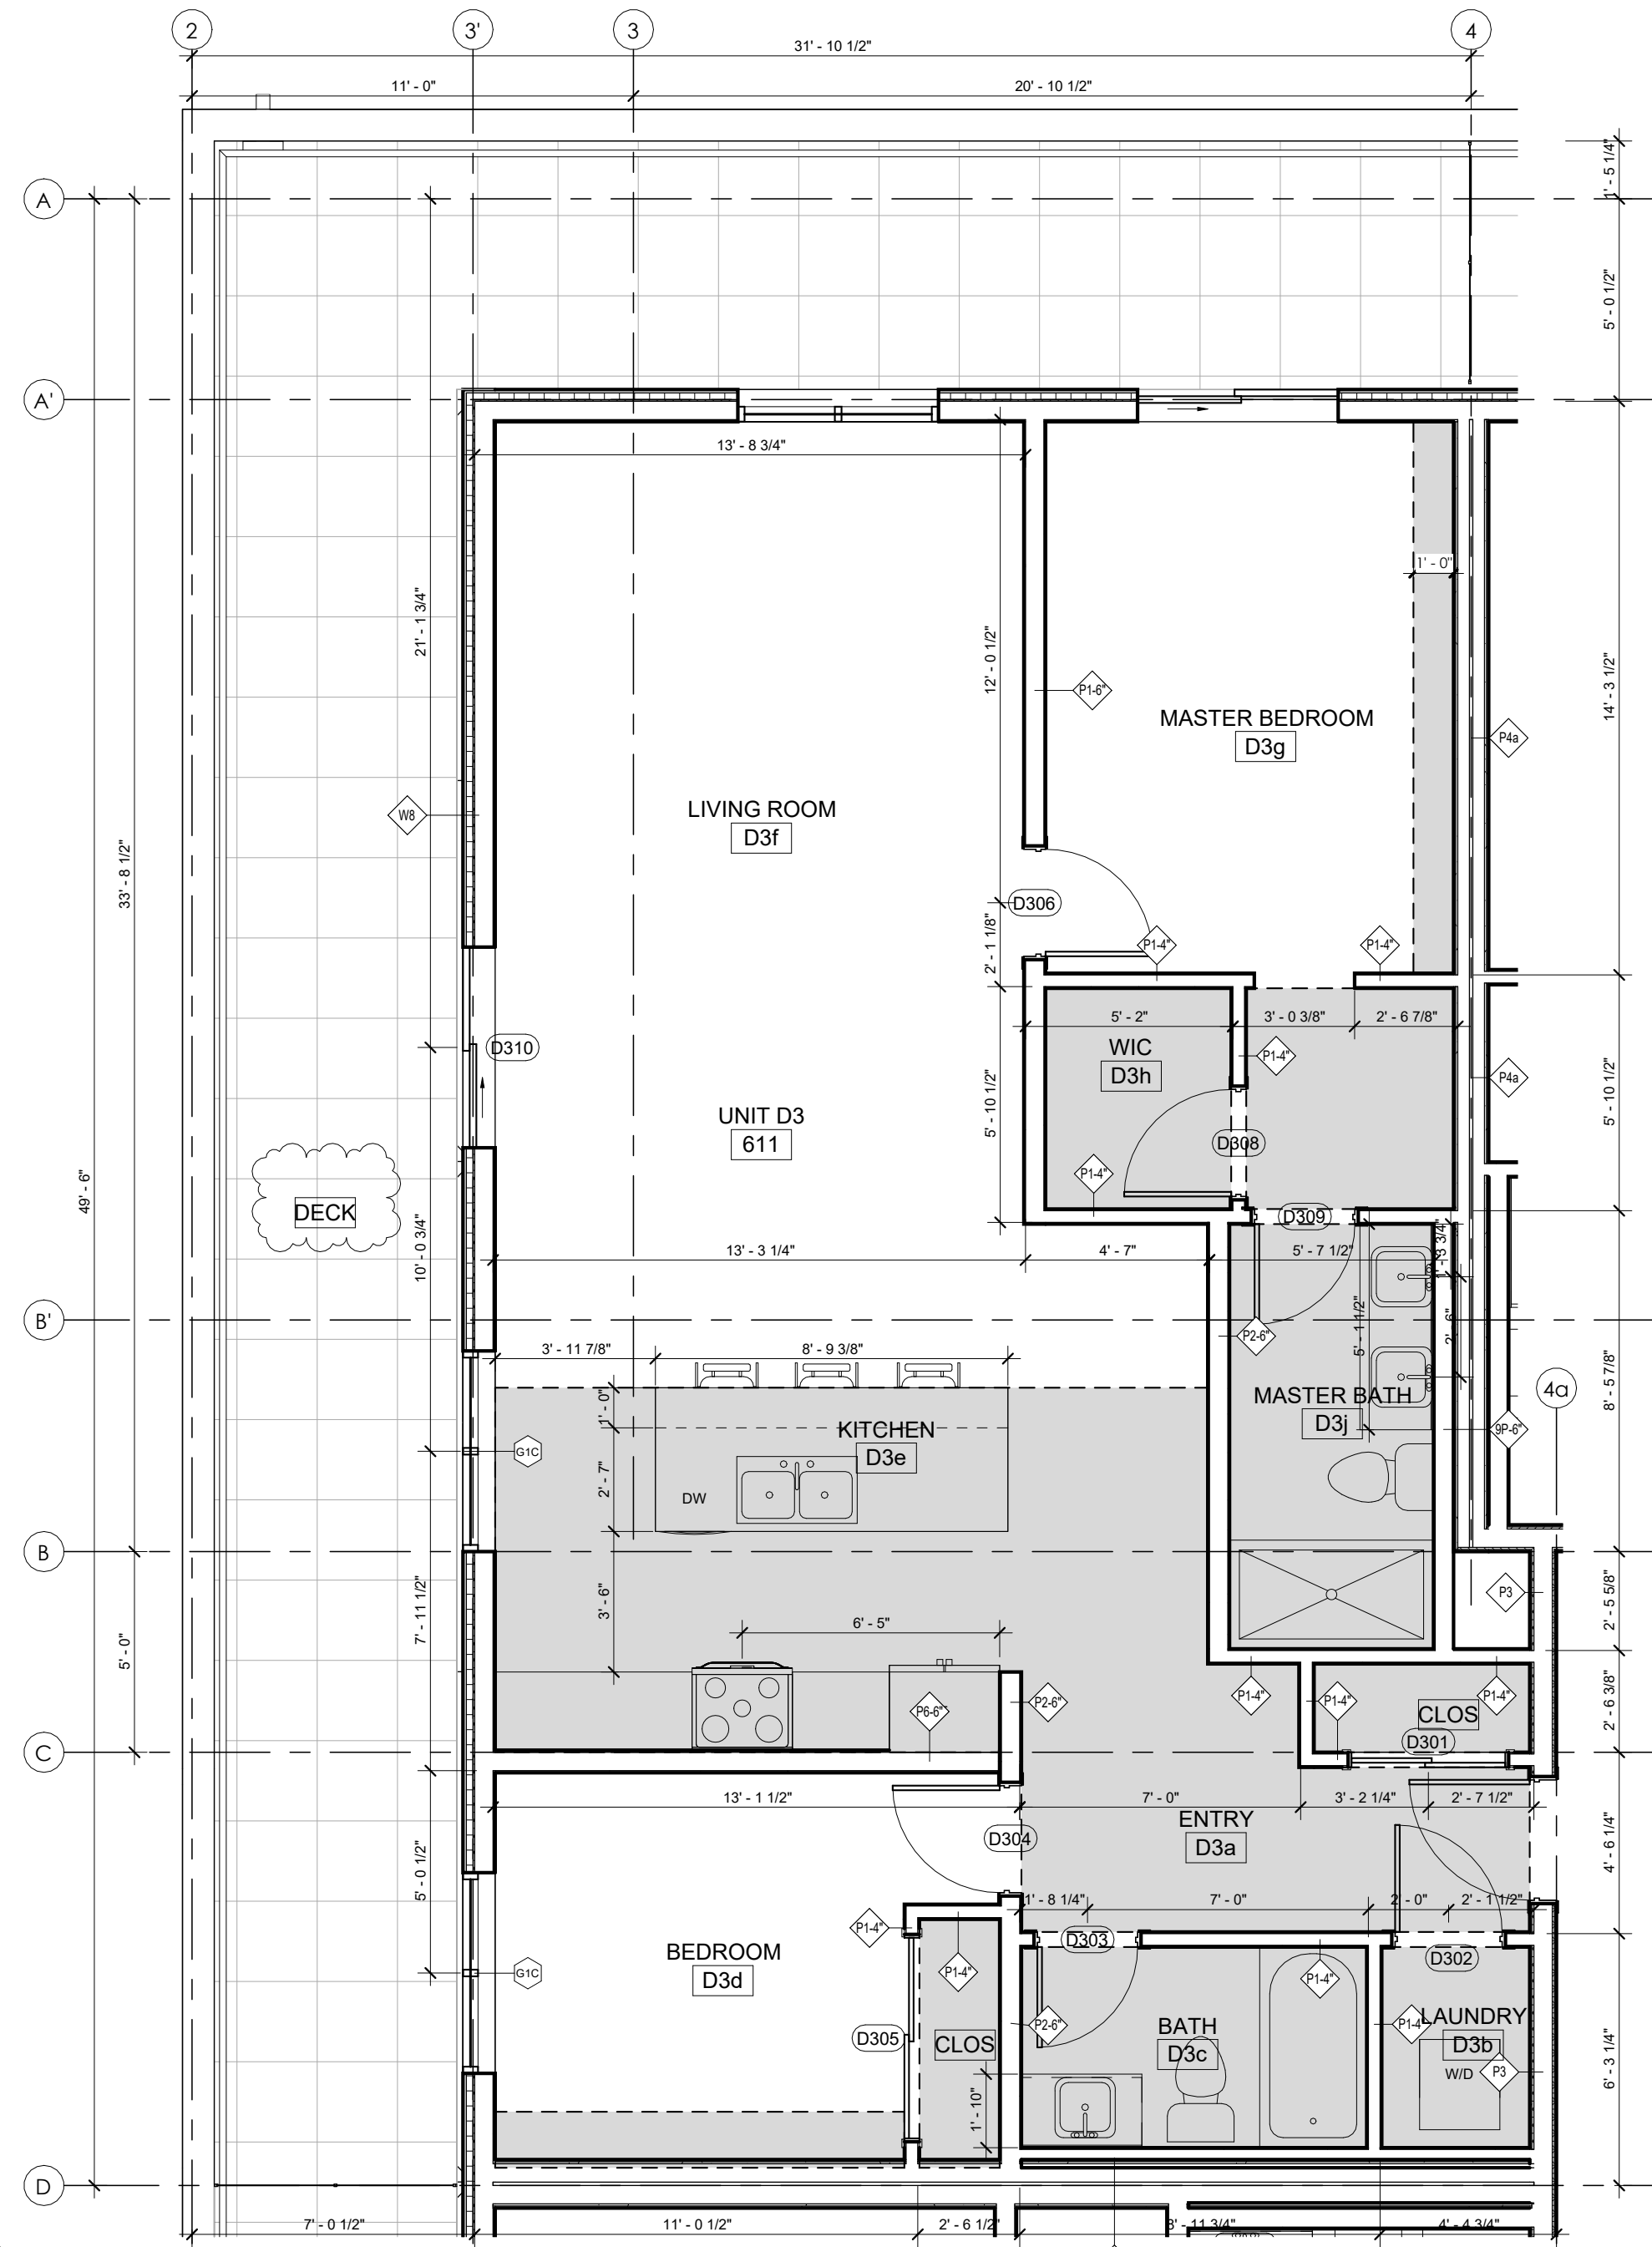 2
3'
3
4
31' - 10 1/2"
11' - 0"
20' - 10 1/2"
1' - 5 1/4"
A
5' - 0 1/2"
A'
13' - 8 3/4"
1' - 0"
21' - 1 3/4"
12' - 0 1/2"
14' - 3 1/2"
P1-6"
MASTER BEDROOM
D3g
P4a
LIVING ROOM
D3f
W8
33' - 8 1/2"
D306
2' - 1 1/8"
P1-4"
P1-4"
5' - 2"
3' - 0 3/8"
2' - 6 7/8"
D310
WIC
D3h
P1-4"
P4a
UNIT D3
611
5' - 10 1/2"
5' - 10 1/2"
D308
P1-4"
49' - 6"
DECK
D309
10' - 0 3/4"
13' - 3 1/4"
4' - 7"
5' - 7 1/2"
1' - 3 3/4"
B'
P2-6"
5' - 1 1/2"
2' - 6"
3' - 11 7/8"
8' - 9 3/8"
8' - 5 7/8"
4a
MASTER BATH
D3j
1' - 0"
KITCHEN
D3e
9P-6"
G1C
2' - 7"
DW
B
7' - 11 1/2"
3' - 6"
P3
2' - 5 5/8"
5' - 0"
6' - 5"
P2-6"
P6-6"
P1-4"
P1-4"
P1-4"
CLOS
2' - 6 3/8"
D301
C
13' - 1 1/2"
7' - 0"
3' - 2 1/4"
2' - 7 1/2"
ENTRY
D3a
D304
4' - 6 1/4"
5' - 0 1/2"
1' - 8 1/4"
7' - 0"
2' - 0"
2' - 1 1/2"
P1-4"
D303
BEDROOM
D3d
D302
G1C
P1-4"
P1-4"
P2-6"
P1-4"
LAUNDRY
D3b
BATH
D3c
D305
CLOS
W/D
P3
6' - 3 1/4"
1' - 10"
D
7' - 0 1/2"
11' - 0 1/2"
2' - 6 1/2"
8' - 11 3/4"
4' - 4 3/4"